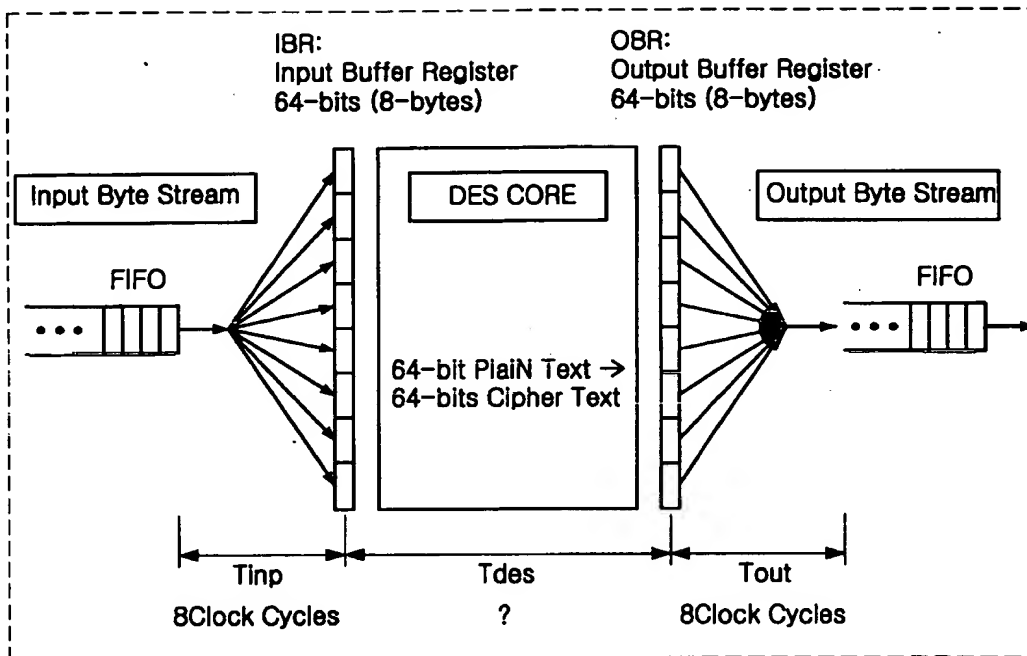 IBR:
Input Buffer Register
64-bits (8-bytes)
OBR:
Output Buffer Register
64-bits (8-bytes)
Input Byte Stream
DES CORE
Output Byte Stream
FIFO
FIFO
64-bit PlaiN Text →
64-bits Cipher Text
Tinp
Tdes
Tout
8Clock Cycles
?
8Clock Cycles